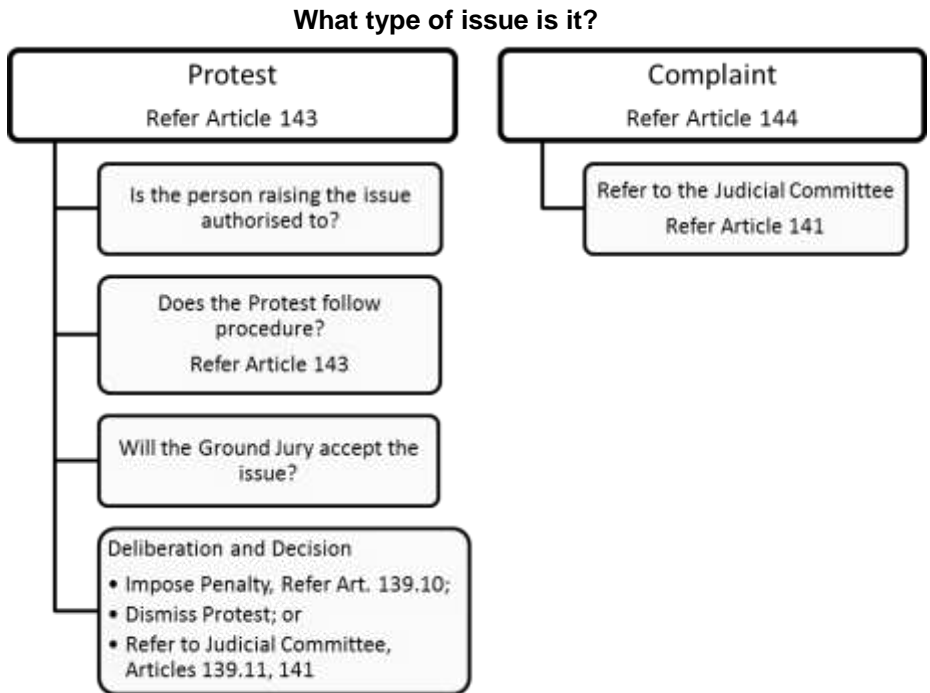 What type of issue is it?
Protest
Refer Article 143
Is the person raising the issue
authorised to?
Does the Protest follow
procedure?
Refer Article 143
Will the Ground Jury accept the
issue?
Deliberation and Decision
• Impose Penalty, Refer Art. 139.10;
• Dismiss Protest; or
• Refer to Judicial Committee,
Articles 139.11, 141
Complaint
Refer Article 144
Refer to the Judicial Committee
Refer Article 141